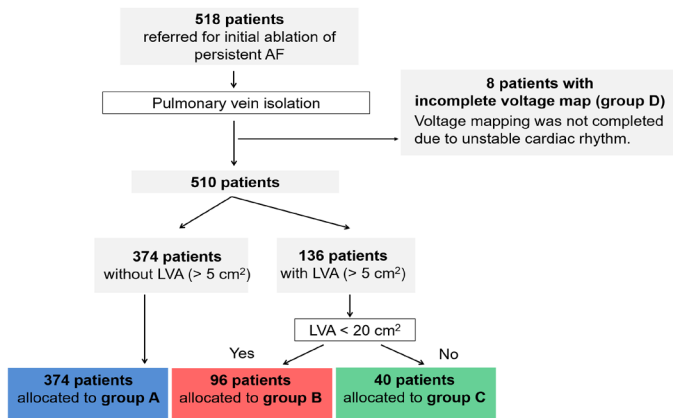 518 patients
referred for initial ablation of
persistent AF
Pulmonary vein isolation
8 patients with
incomplete voltage map (group D)
Voltage mapping was not completed
due to unstable cardiac rhythm.
510 patients
374 patients
without LVA (> 5 cm²)
136 patients
with LVA (> 5 cm²)
LVA < 20 cm²
Yes
No
374 patients
allocated to group A
96 patients
allocated to group B
40 patients
allocated to group C